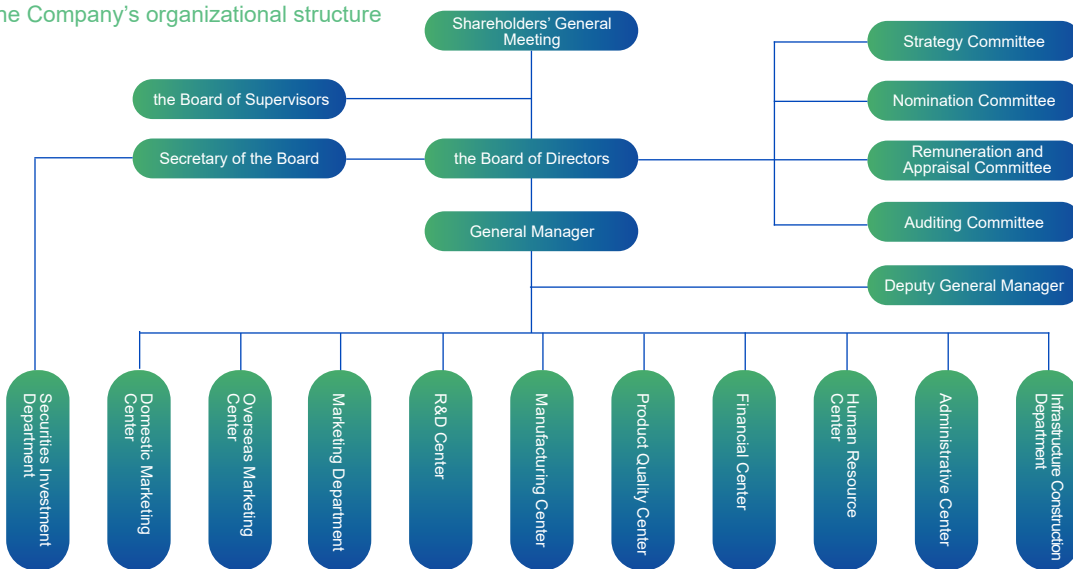 he Company's organizational structure
Shareholders' General
Meeting
Strategy Committee
the Board of Supervisors
Nomination Committee
Secretary of the Board
the Board of Directors
Remuneration and
Appraisal Committee
General Manager
Auditing Committee
Deputy General Manager
Securities Investment
Department
Domestic Marketing
Center
Overseas Marketing
Center
Marketing Department
R&D Center
Manufacturing Center
Product Quality Center
Financial Center
Human Resource
Center
Administrative Center
Infrastructure Construction
Department